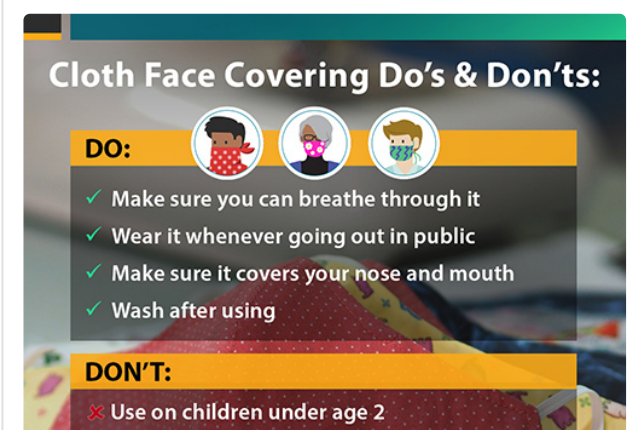 Cloth Face Covering Do's & Don'ts:
DO:
Make sure you can breathe through it
Wear it whenever going out in public
Make sure it covers your nose and mouth
Wash after using
DON'T:
Use on children under age 2